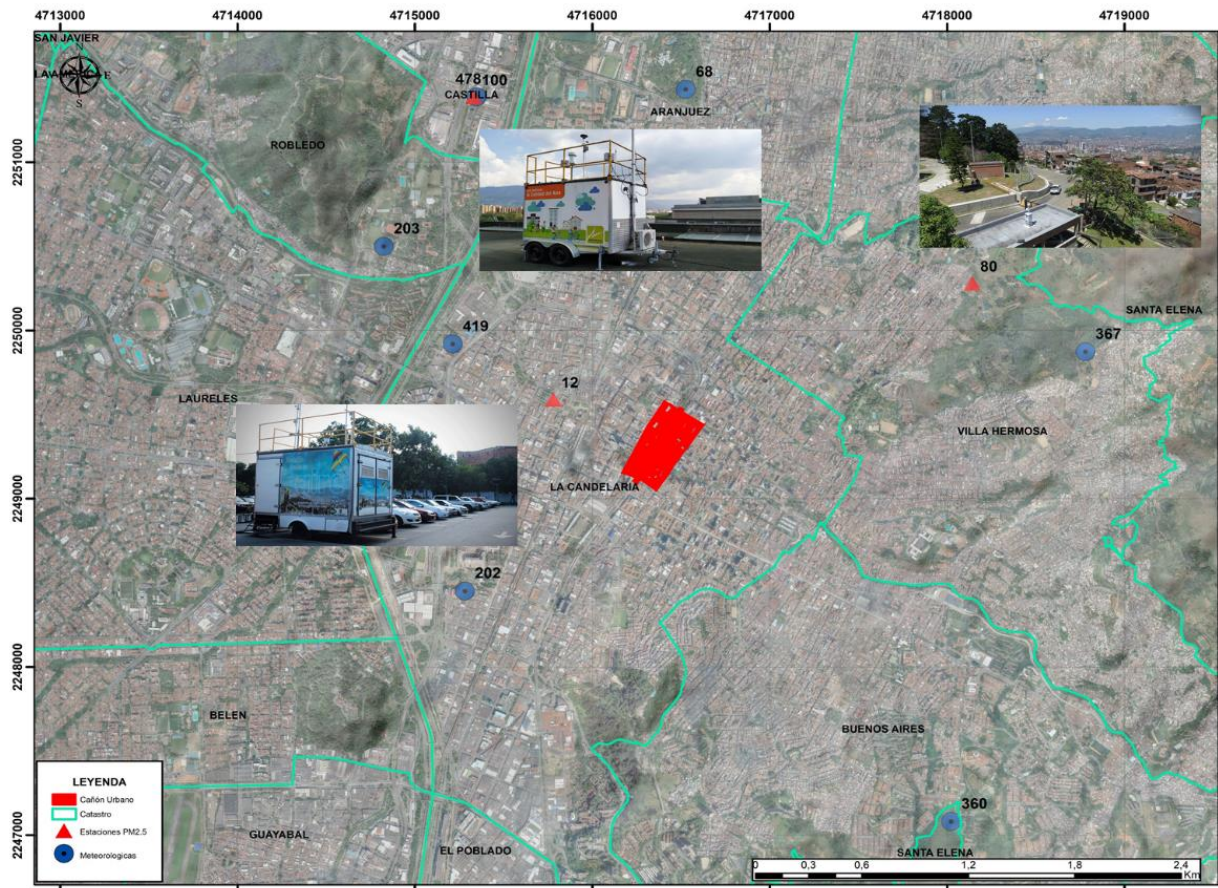 4713000 4714000 4715000 4716000 4717000 4718000 4719000
SAN JAVIER
N
E
S
478 100
CASTILLA
68
ARANJUEZ
ROBLEDO
2251000
203
80
SANTA ELENA
2250000
419
367
12
LAURELES
VILLA HERMOSA
LA CANDELARIA
2249000
202
2248000
BELEN
BUENOS AIRES
LEYENDA
Cañón Urbano
Catastro
Estaciones PM2.5
Meteorologicas
GUAYABAL
EL POBLADO
360
SANTA ELENA
2247000
0 0,3 0,6 1,2 1,8 2,4
Km